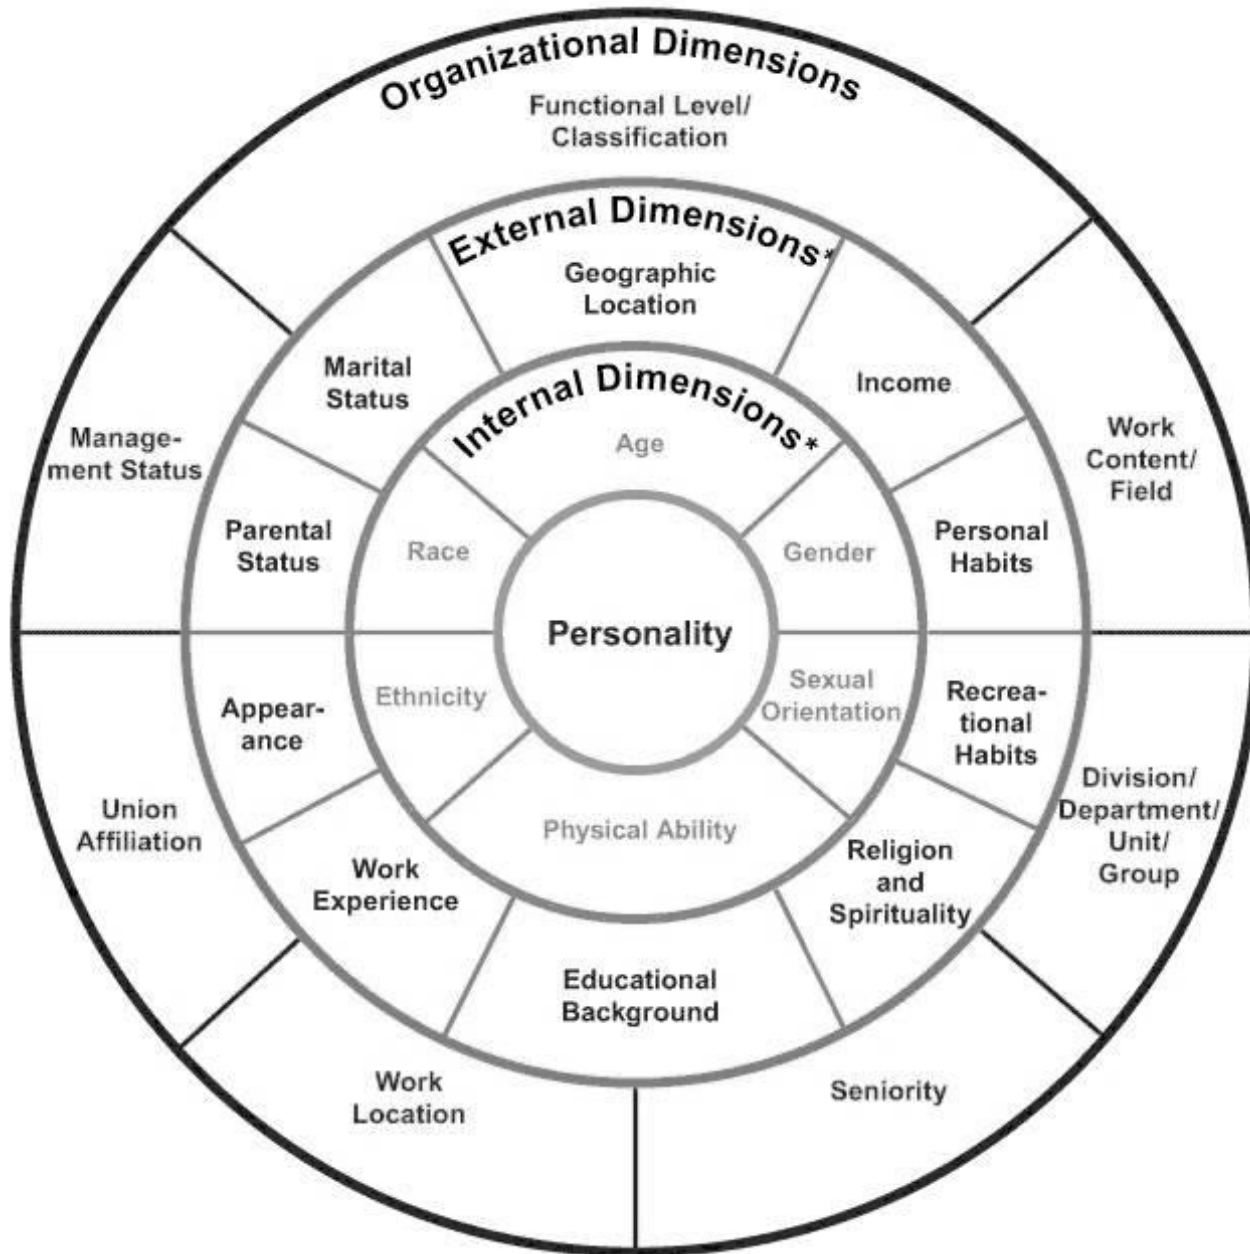 Organizational Dimensions
Functional Level/
Classification
External Dimensions*
Geographic
Location
Marital
Status
Income
Internal Dimensions*
Age
Manage-
ment Status
Work
Content/
Field
Parental
Status
Race
Gender
Personal
Habits
Personality
Appear-
ance
Ethnicity
Sexual
Orientation
Recrea-
tional
Habits
Union
Affiliation
Physical Ability
Division/
Department/
Unit/
Group
Work
Experience
Religion
and
Spirituality
Educational
Background
Work
Location
Seniority